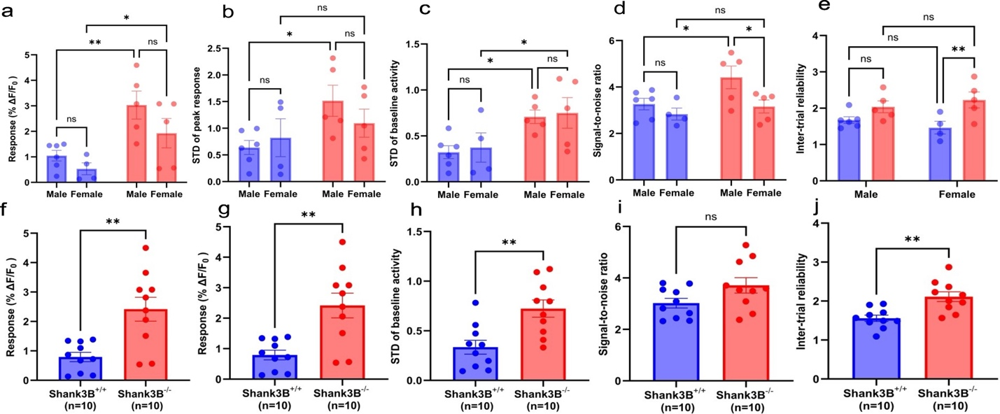 a
*
**
ns
ns
Response (% ΔF/F0 )
5
4
3
2
1
0
Male Female
Male Female
b
ns
*
ns
ns
STD of peak response
2.5
2.0
1.5
1.0
0.5
0.0
Male Female
Male Female
c
*
*
ns
ns
STD of baseline activity
1.5
1.0
0.5
0.0
Male Female
Male Female
d
ns
*
*
ns
Signal-to-noise ratio
6
4
2
0
Male Female
Male Female
e
ns
ns
**
ns
Inter-trial reliability
4
3
2
1
0
Male
Female
f
**
Response (% ΔF/F0 )
5
4
3
2
1
0
Shank3B+/+
(n=10)
Shank3B-/-
(n=10)
g
**
Response (% ΔF/F0 )
5
4
3
2
1
0
Shank3B+/+
(n=10)
Shank3B-/-
(n=10)
h
**
STD of baseline activity
1.5
1.0
0.5
0.0
Shank3B+/+
(n=10)
Shank3B-/-
(n=10)
i
ns
Signal-to-noise ratio
6
4
2
0
Shank3B+/+
(n=10)
Shank3B-/-
(n=10)
j
**
Inter-trial reliability
4
3
2
1
0
Shank3B+/+
(n=10)
Shank3B-/-
(n=10)